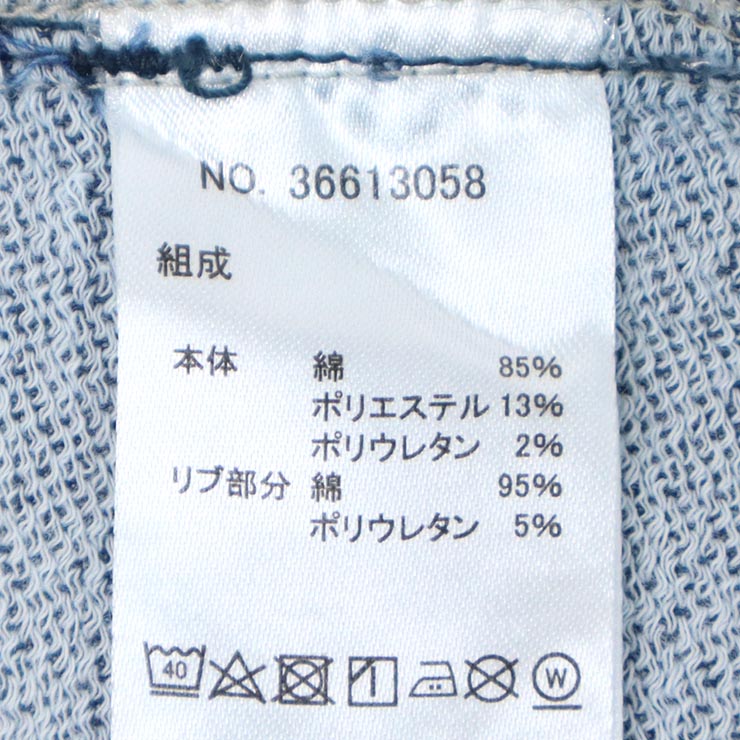 NO. 36613058
組成
本体 綿 85%
ポリエステル 13%
ポリウレタン 2%
リブ部分 綿 95%
ポリウレタン 5%
40 W